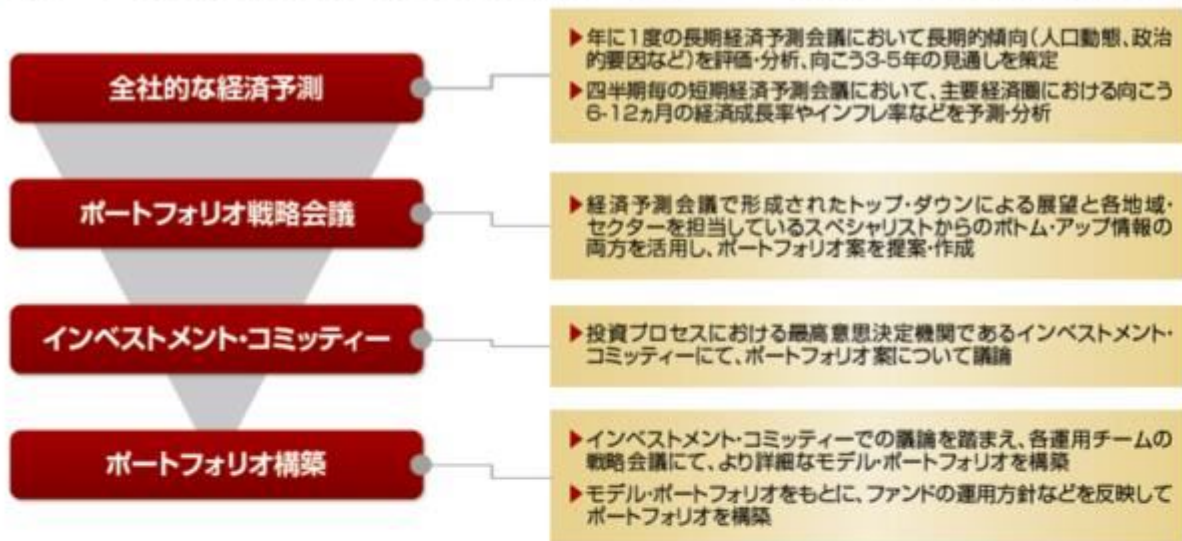 全社的な経済予測
▶年に1度の長期経済予測会議において長期的傾向(人口動態、政治
的要因など)を評価・分析、向こう3-5年の見通しを策定
▶四半期毎の短期経済予測会議において、主要経済圏における向こう
6-12ヵ月の経済成長率やインフレ率などを予測・分析
ポートフォリオ戦略会議
▶経済予測会議で形成されたトップ・ダウンによる展望と各地域・
セクターを担当しているスペシャリストからのボトム・アップ情報の
両方を活用し、ポートフォリオ案を提案・作成
インベストメント・コミッティー
▶投資プロセスにおける最高意思決定機関であるインベストメント・
コミッティーにて、ポートフォリオ案について議論
ポートフォリオ構築
▶インベストメント・コミッティーでの議論を踏まえ、各運用チームの
戦略会議にて、より詳細なモデル・ポートフォリオを構築
▶モデル・ポートフォリオをもとに、ファンドの運用方針などを反映して
ポートフォリオを構築